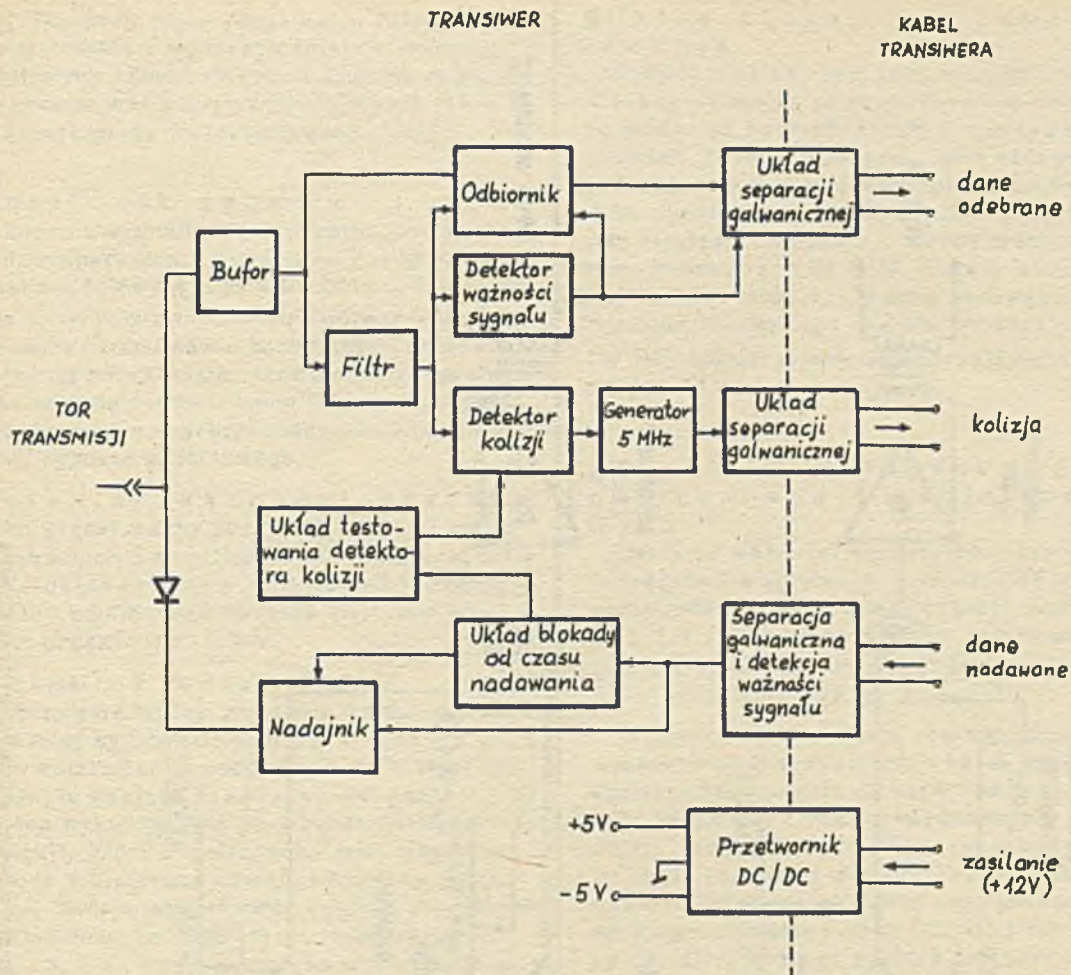 TRANSIWER
KABEL
TRANSIWERA
Układ
separacji
galwanicznej
dane
odebrane
Odbiornik
Bufor
Detektor
ważności
sygnału
Filtr
TOR
TRANSMISJI
Detektor
kolizji
Generator
5 MHz
Układ
separacji
galwanicznej
kolizja
Układ testo-
wania detekto-
ra kolizji
Układ blokady
od czasu
nadawania
Separacja
galwaniczna
i detekcja
ważności
sygnału
dane
nadawane
Nadajnik
+5V
-5V
Przetwornik
DC/DC
zasilanie
(+12V)